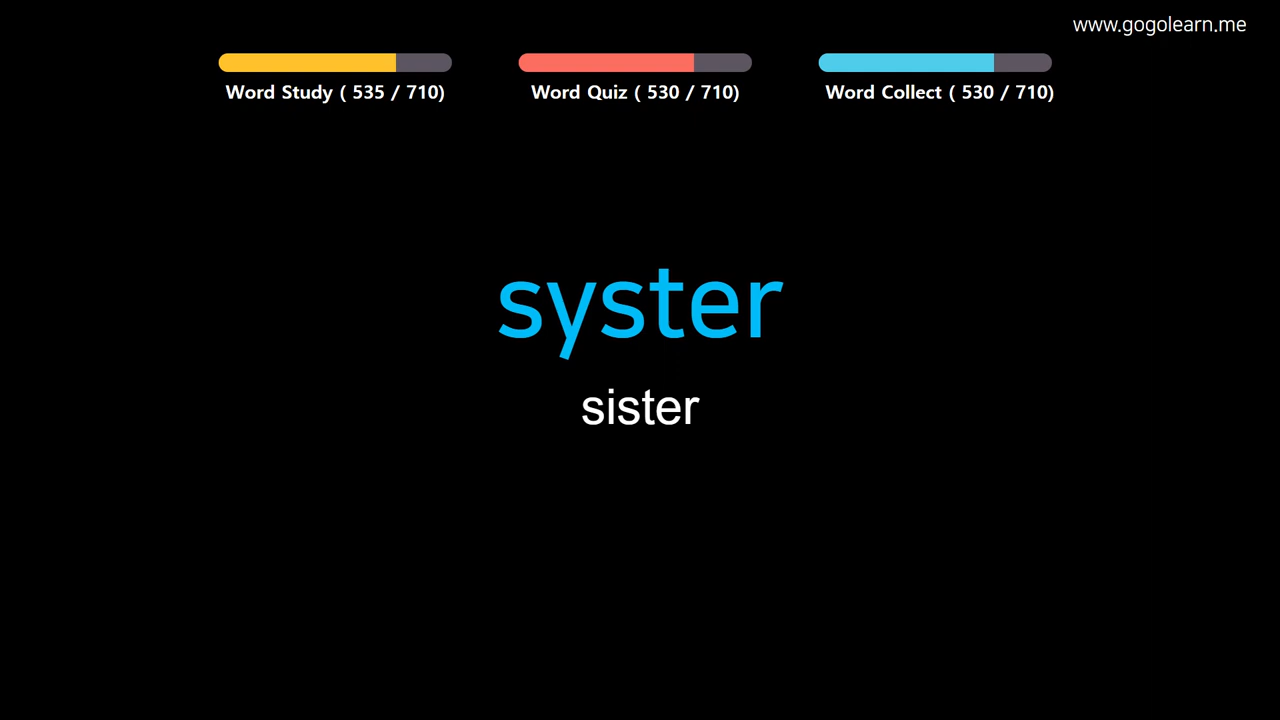 www.gogolearn.me
Word Study ( 535 / 710)
Word Quiz ( 530 / 710)
Word Collect ( 530 / 710)
syster
sister